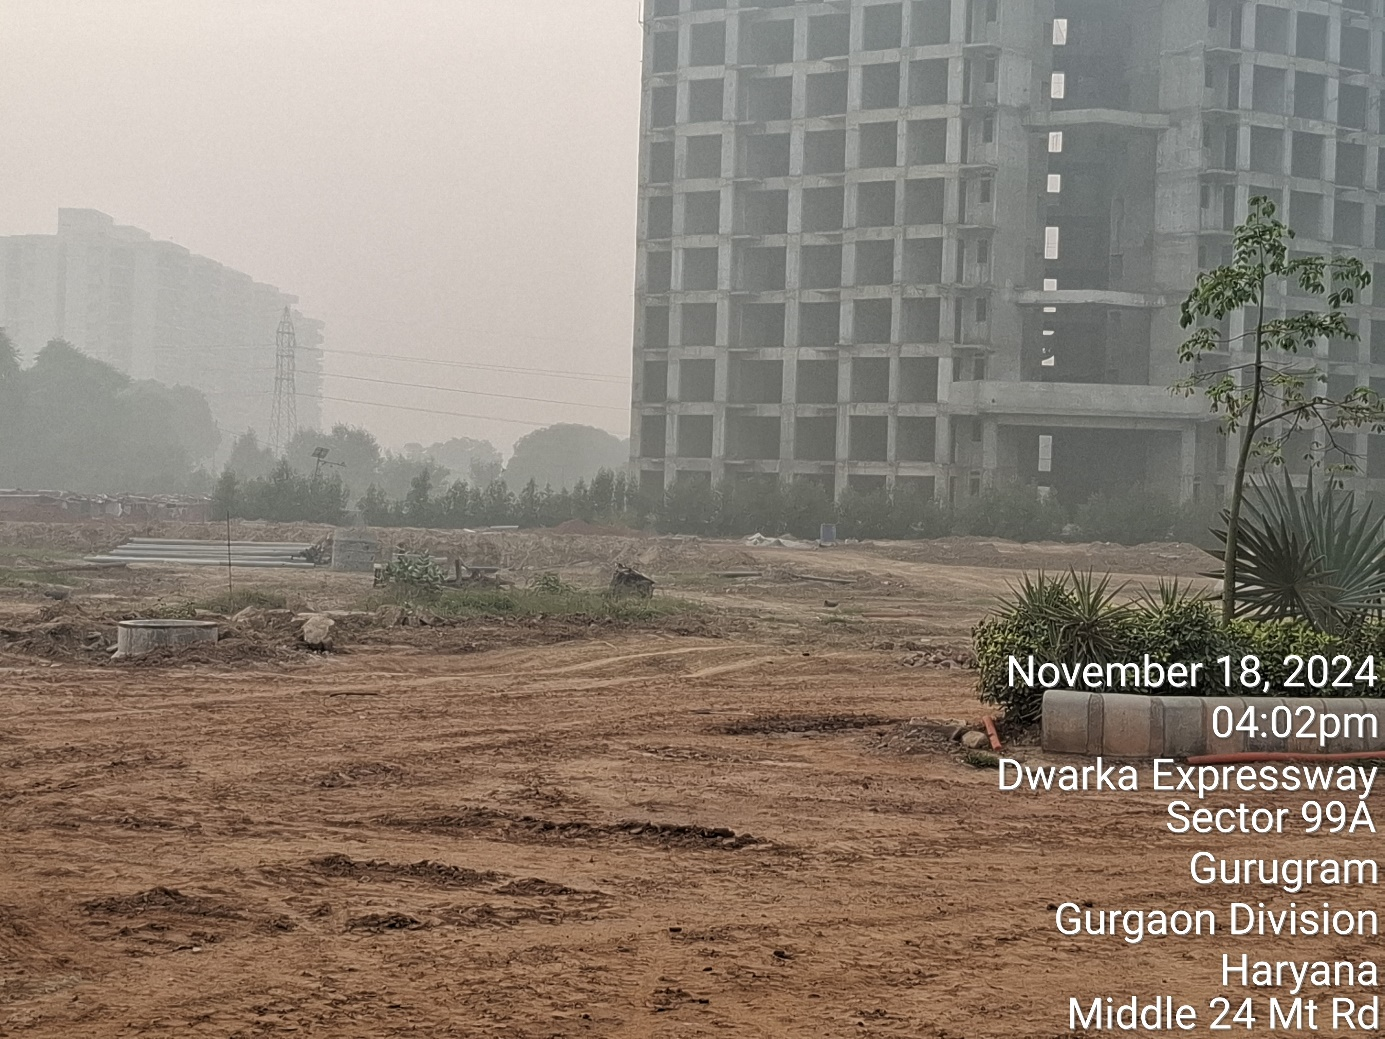 November 18, 2024
04:02pm
Dwarka Expressway
Sector 99A
Gurugram
Gurgaon Division
Haryana
Middle 24 Mt Rd